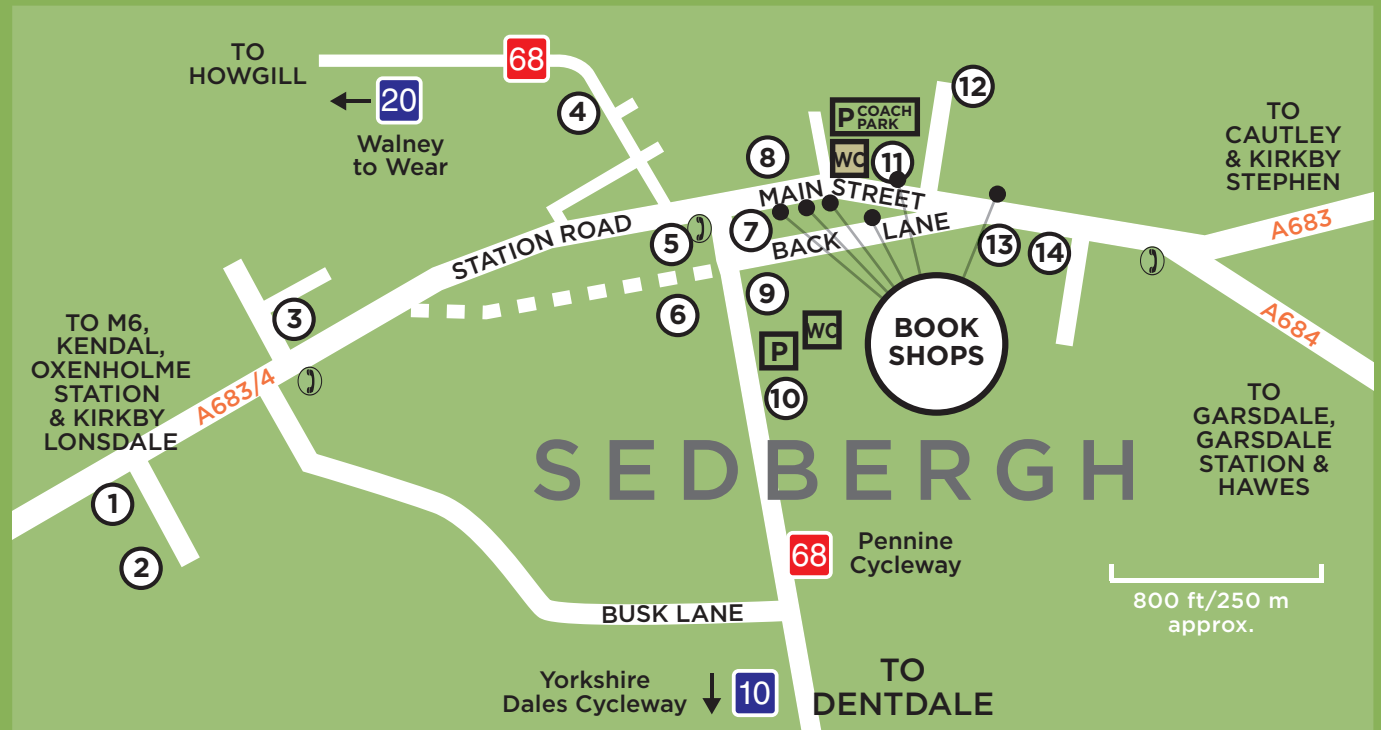 TO
HOWGILL
68
20
Walney
to Wear
4
12
P COACH
PARK
WC
11
8
MAIN STREET
TO
CAUTLEY
& KIRKBY
STEPHEN
A683
STATION ROAD
5
7
BACK LANE
13
14
3
6
9
WC
P
10
BOOK
SHOPS
A684
TO M6,
KENDAL,
OXENHOLME
STATION
& KIRKBY
LONSDALE
A683/4
TO
GARSDALE,
GARSDALE
STATION &
HAWES
SEDBERGH
1
2
68
Pennine
Cycleway
800 ft/250 m
approx.
BUSK LANE
Yorkshire
Dales Cycleway
10
TO
DENTDALE